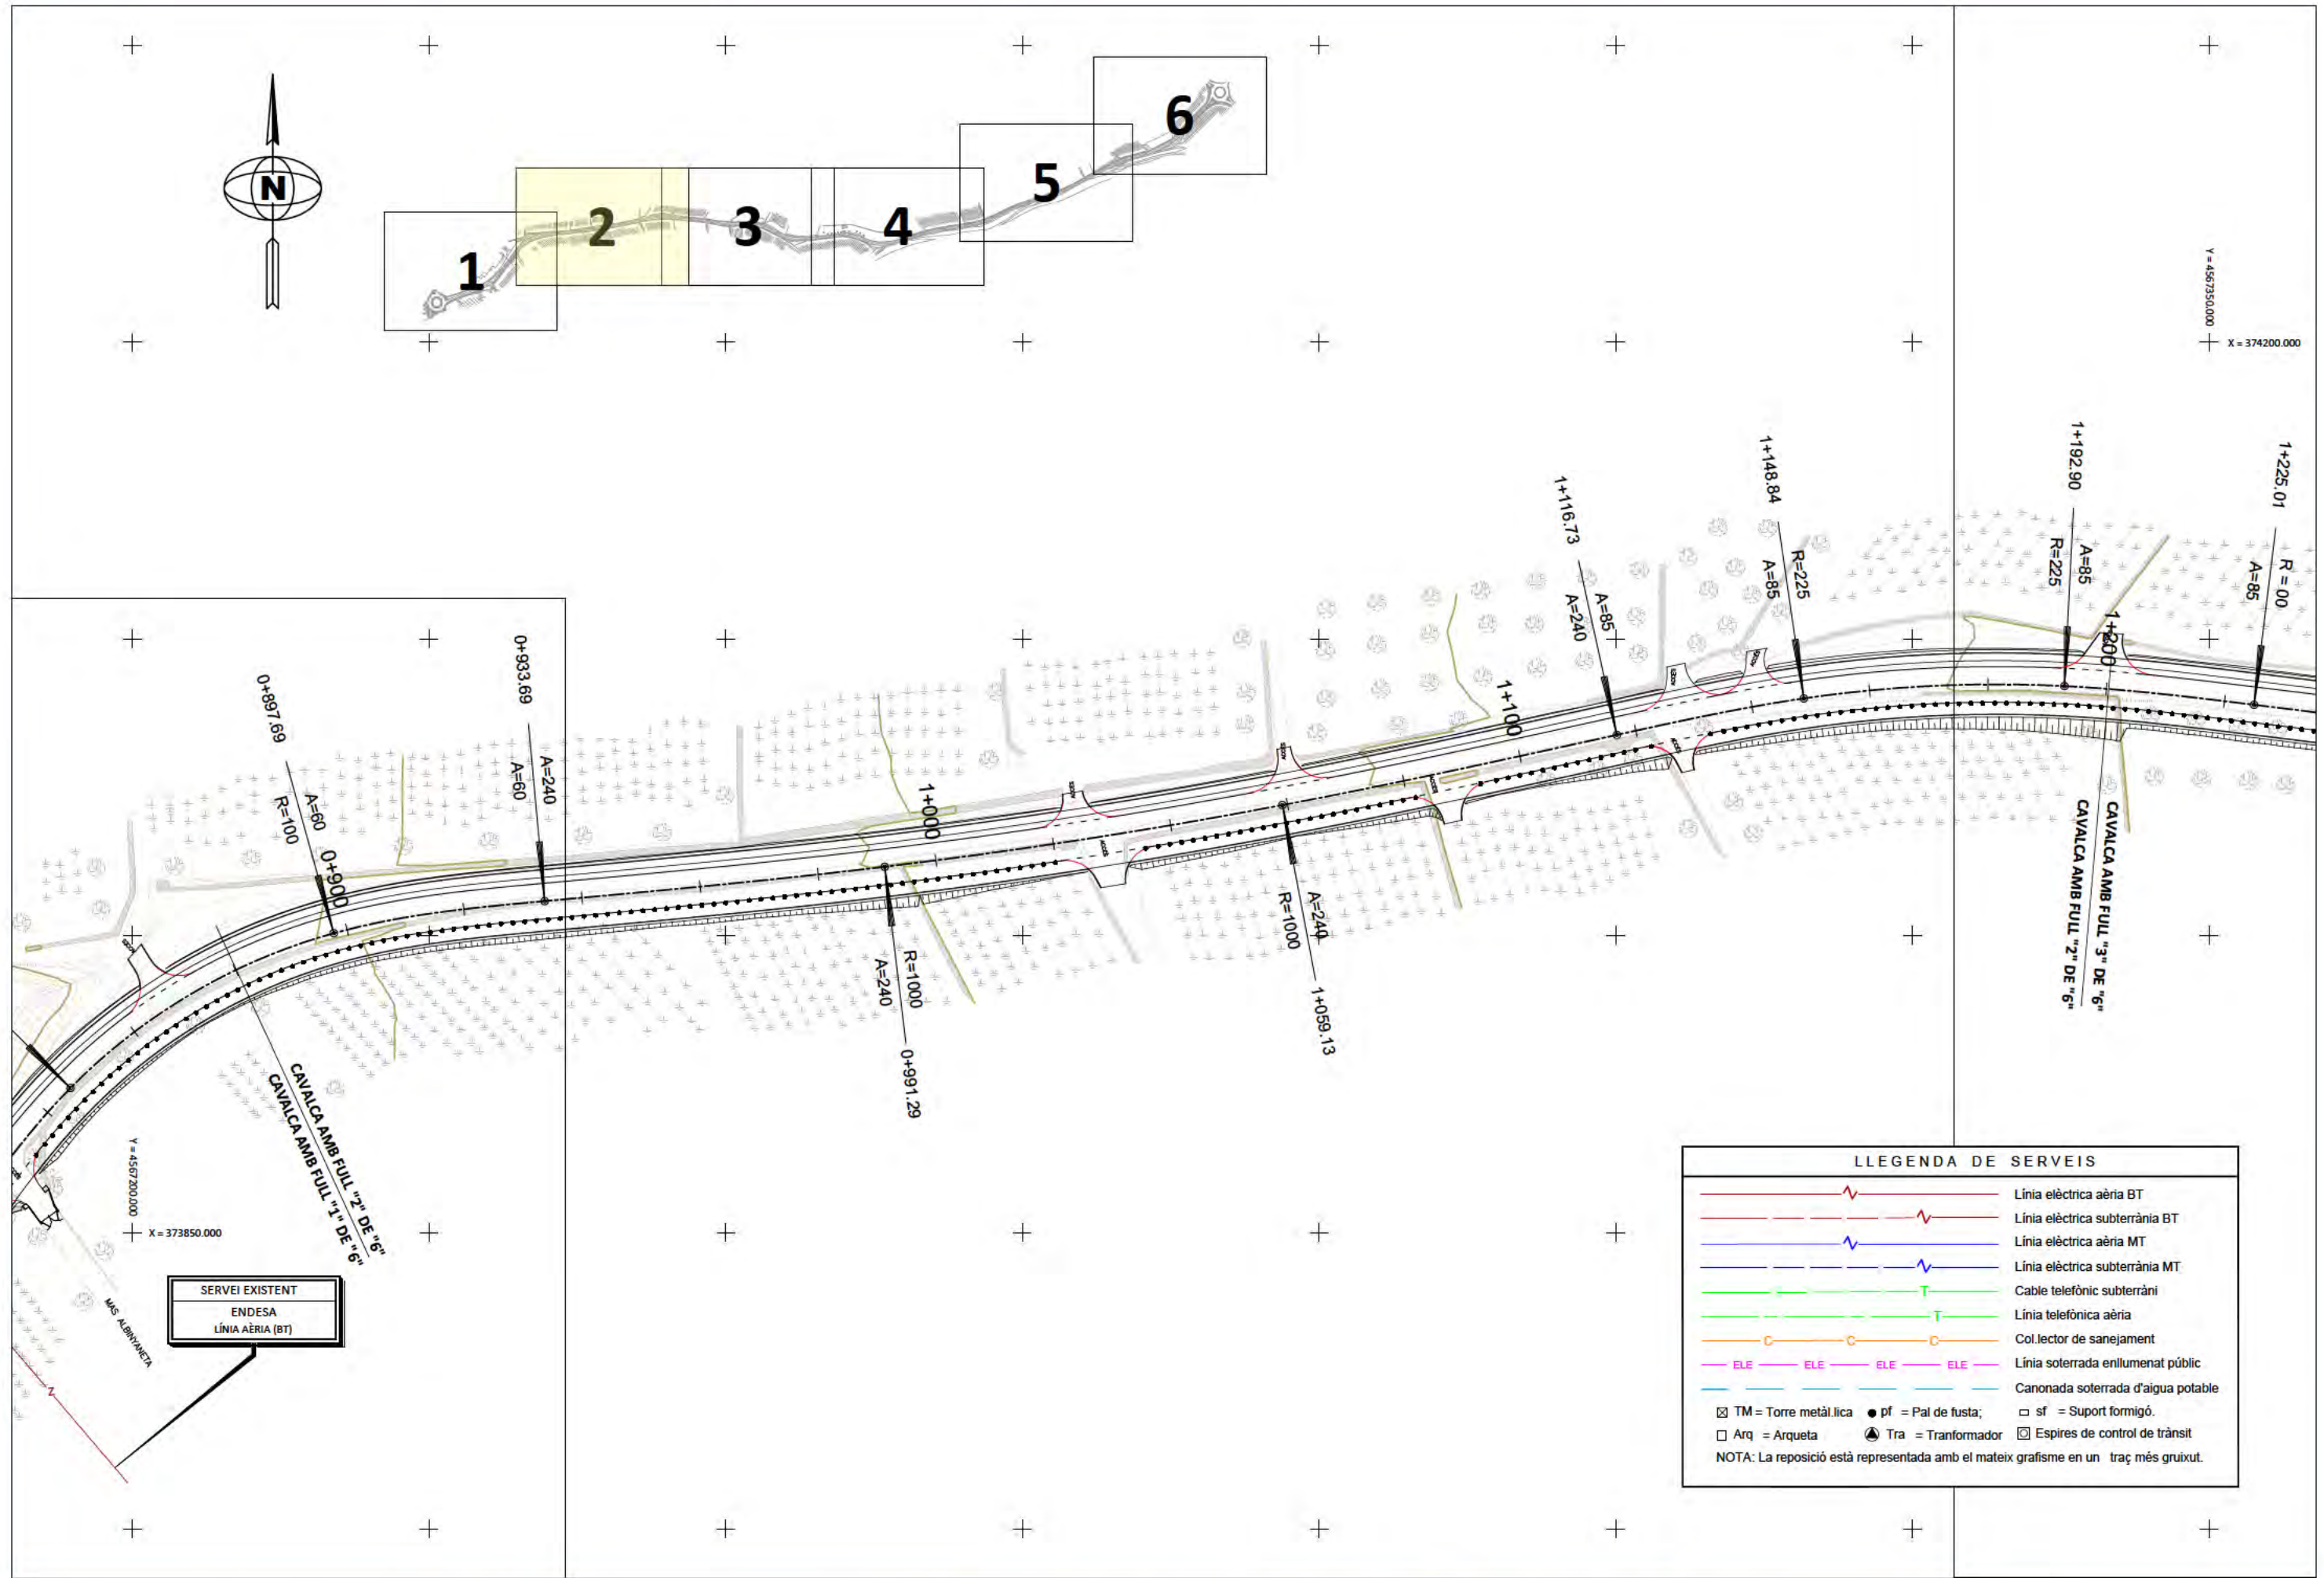 N
1
2
3
4
5
6
Y = 4567350.000
X = 374200.000
0+897.69
A=60
R=100
0+900
0+933.69
A=240
A=60
1+000
R=1000
A=240
0+991.29
A=240
R=1000
1+059.13
1+100
1+116.73
A=85
A=240
1+148.84
R=225
A=85
1+192.90
A=85
R=225
1+200
1+225.01
R = 00
A=85
ACCÉS
ACCÉS
ACCÉS
ACCÉS
ACCÉS
ACCÉS
ACCÉS
ACCÉS
CAVALCA AMB FULL "3" DE "6"
CAVALCA AMB FULL "2" DE "6"
CAVALCA AMB FULL "2" DE "6"
CAVALCA AMB FULL "1" DE "6"
Y = 4567200.000
X = 373850.000
MAS ALBINYANETA
SERVEI EXISTENT
ENDESA
LÍNIA AÈRIA (BT)
Z
LLEGENDA DE SERVEIS
Línia elèctrica aèria BT
Línia elèctrica subterrània BT
Línia elèctrica aèria MT
Línia elèctrica subterrània MT
T Cable telefònic subterràni
T Línia telefònica aèria
C C C Col.lector de sanejament
ELE ELE ELE ELE Línia soterrada enllumenat públic
Canonada soterrada d'aigua potable
TM = Torre metàl.lica pf = Pal de fusta; sf = Suport formigó.
Arq = Arqueta Tra = Tranformador Espires de control de trànsit
NOTA: La reposició està representada amb el mateix grafisme en un traç més gruixut.